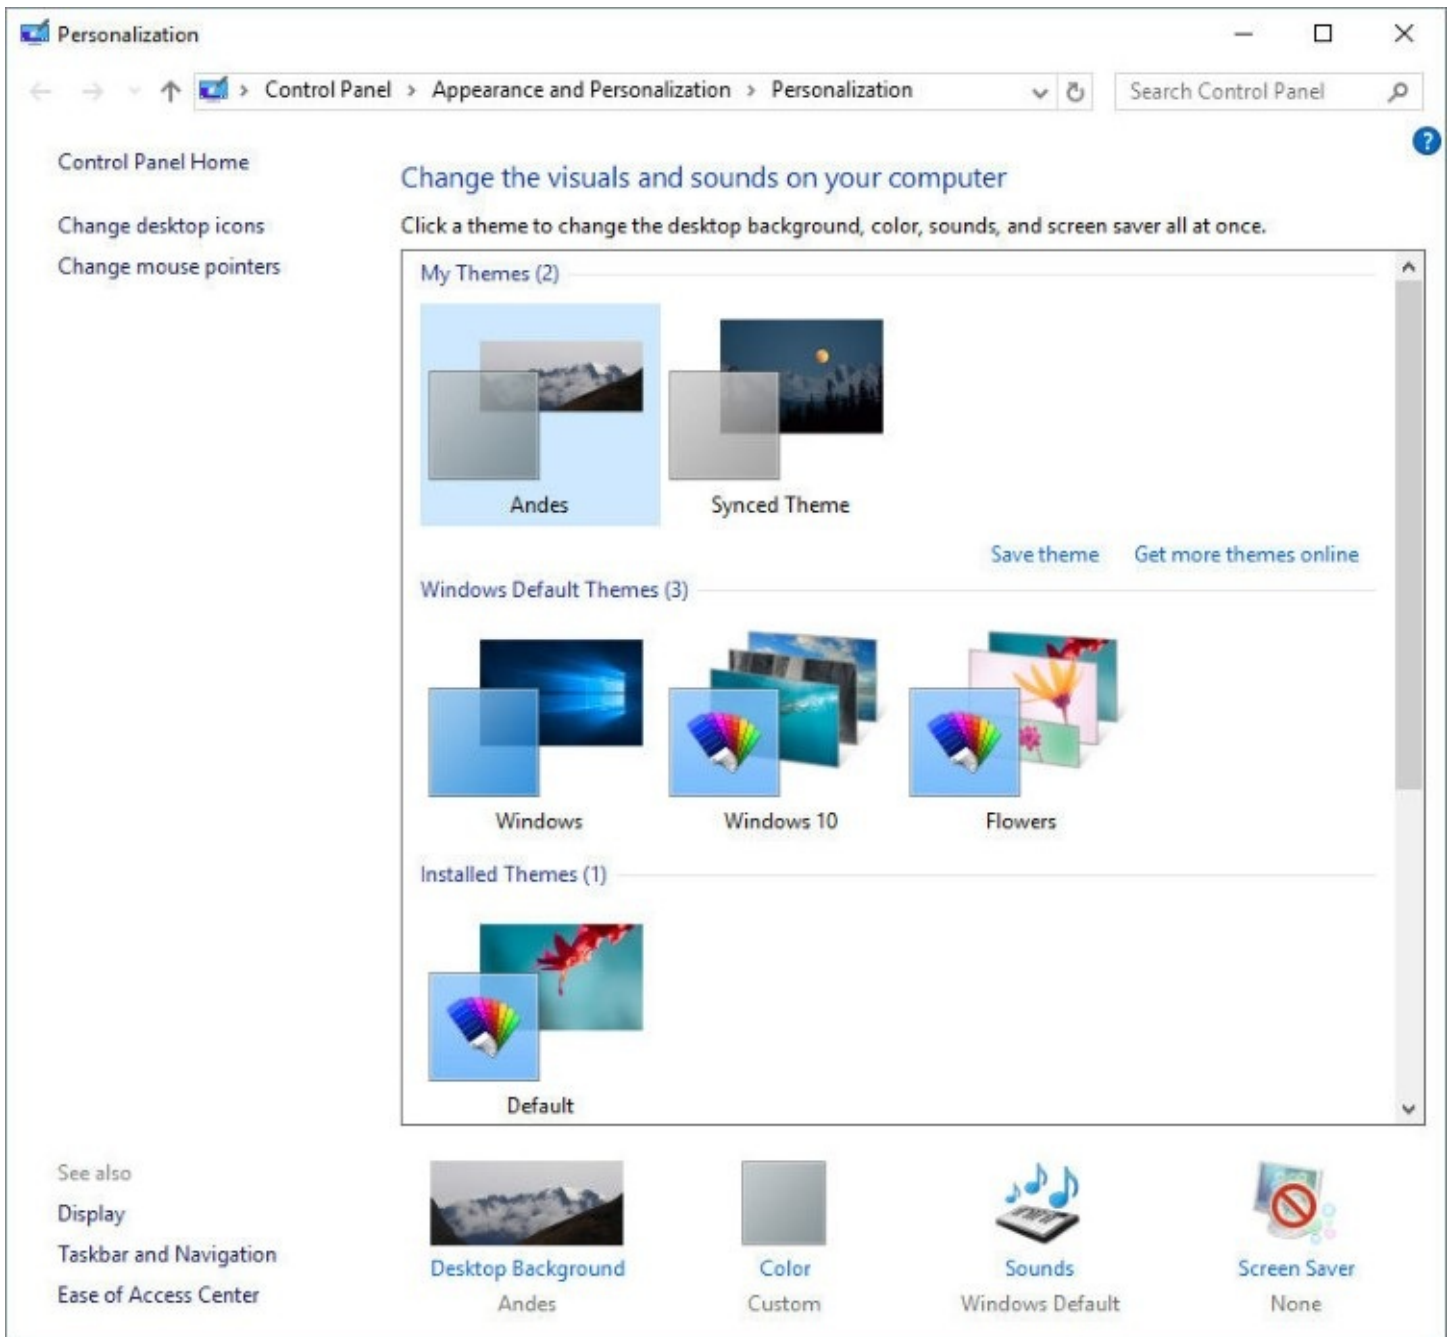 Personalization
Control Panel > Appearance and Personalization > Personalization
Search Control Panel
?
Control Panel Home
Change desktop icons
Change mouse pointers
Change the visuals and sounds on your computer
Click a theme to change the desktop background, color, sounds, and screen saver all at once.
My Themes (2)
Andes
Synced Theme
Save theme
Get more themes online
Windows Default Themes (3)
Windows
Windows 10
Flowers
Installed Themes (1)
Default
See also
Display
Taskbar and Navigation
Ease of Access Center
Desktop Background
Andes
Color
Custom
Sounds
Windows Default
Screen Saver
None